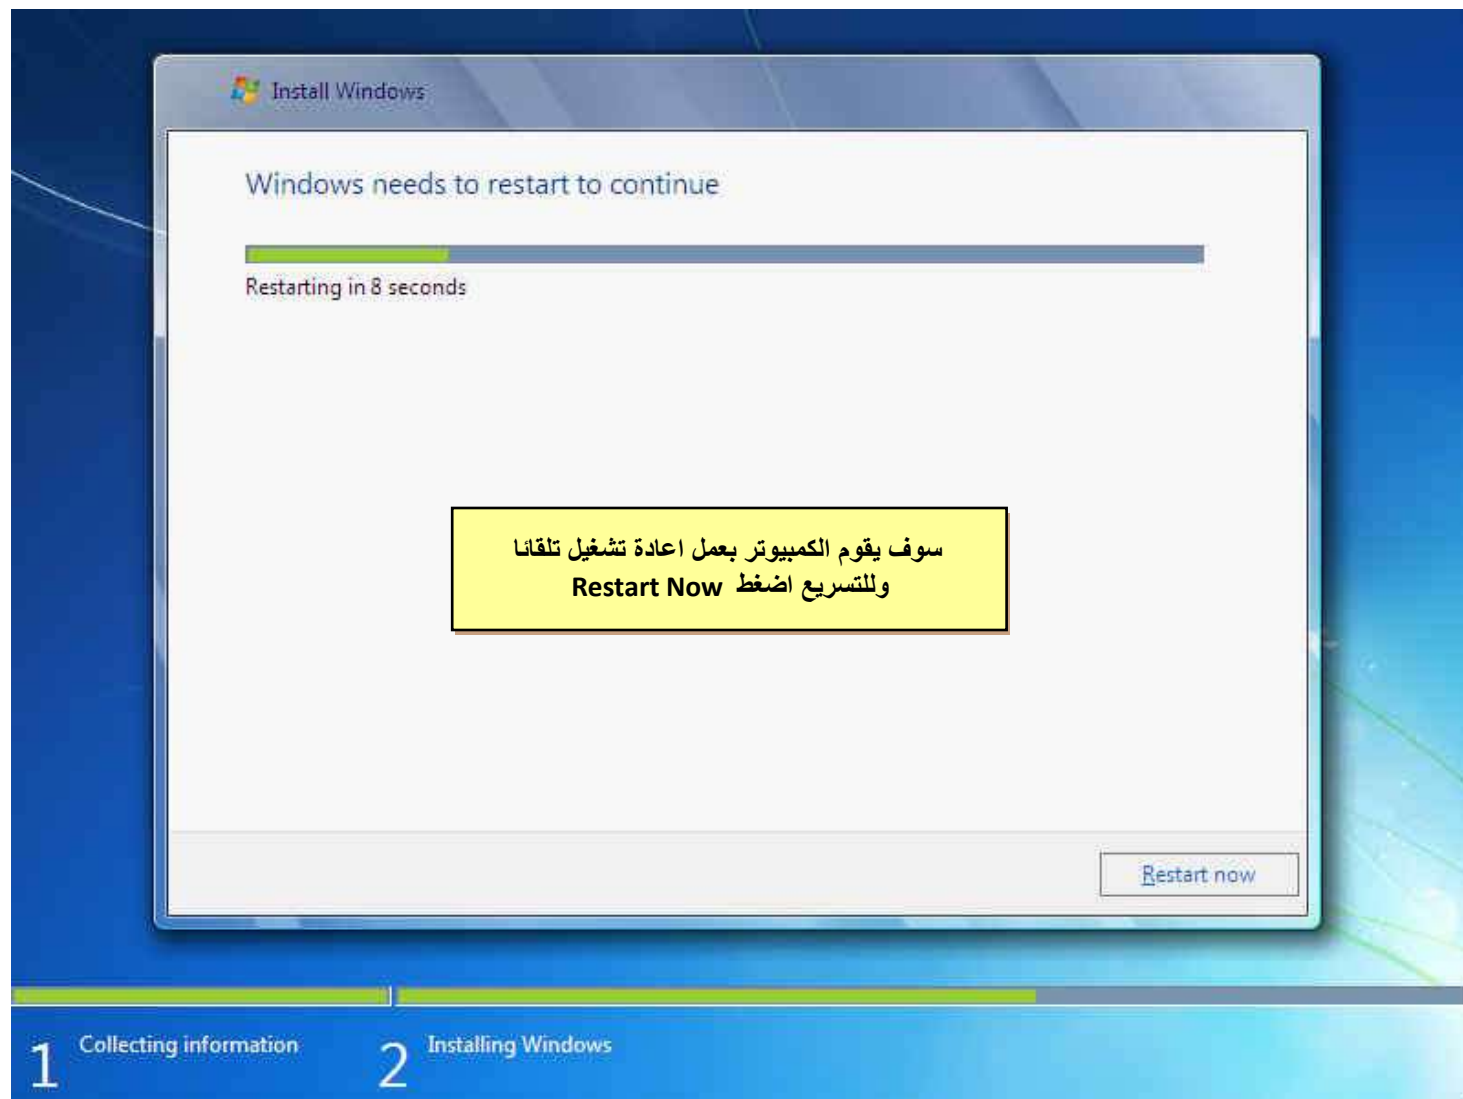 Install Windows
Windows needs to restart to continue
Restarting in 8 seconds
سوف يقوم الكمبيوتر بعمل اعادة تشغيل تلقائا
وللتسريع اضغط Restart Now
Restart now
1 Collecting information
2 Installing Windows